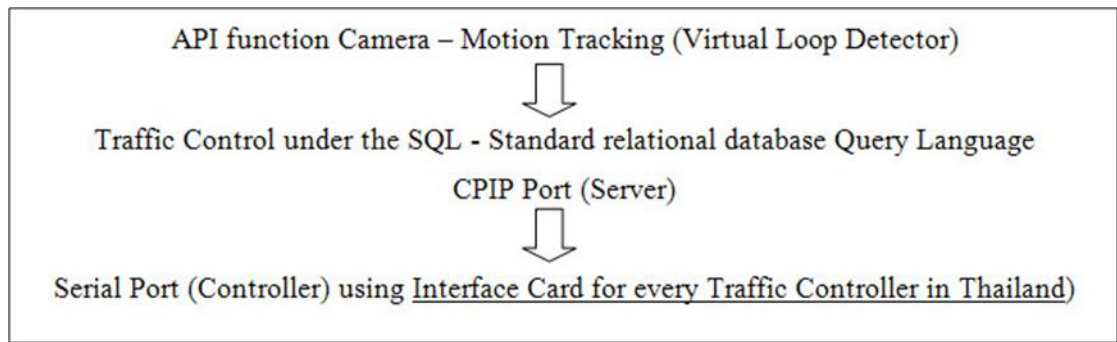 API function Camera – Motion Tracking (Virtual Loop Detector)
Traffic Control under the SQL - Standard relational database Query Language
CPIP Port (Server)
Serial Port (Controller) using Interface Card for every Traffic Controller in Thailand)